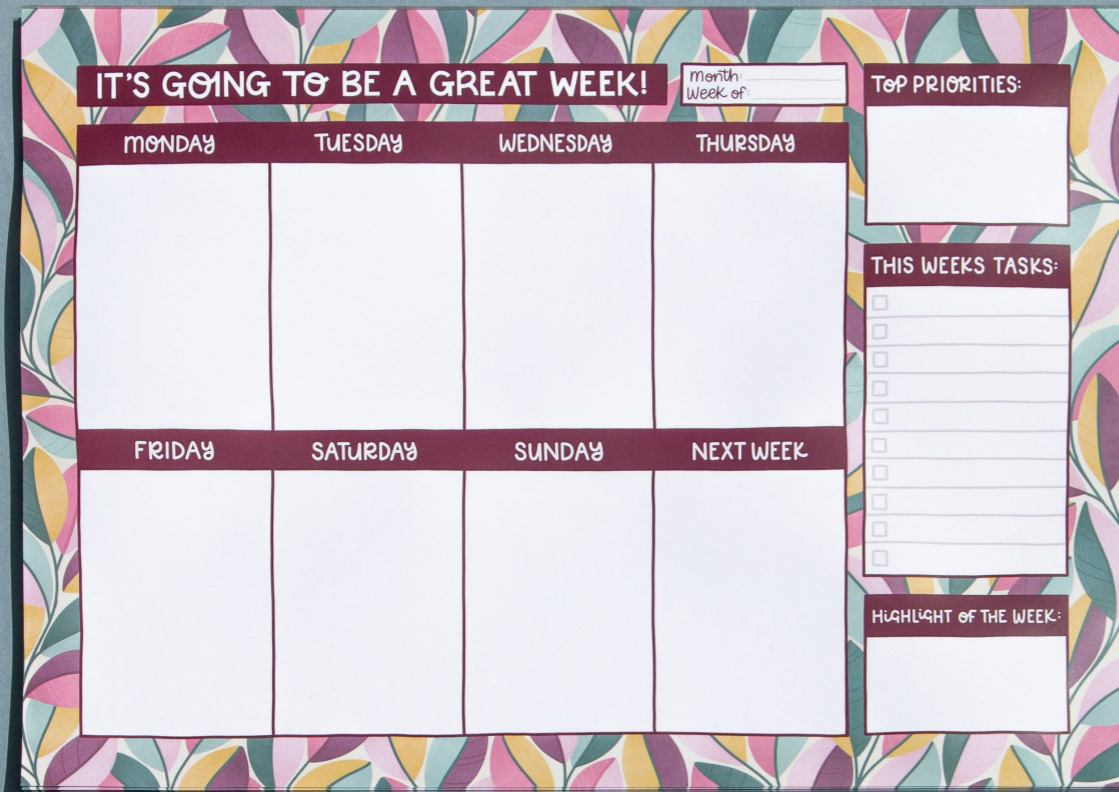 IT'S GOING TO BE A GREAT WEEK!
Month:
Week of:
MONDAY
TUESDAY
WEDNESDAY
THURSDAY
FRIDAY
SATURDAY
SUNDAY
NEXT WEEK
TOP PRIORITIES:
THIS WEEKS TASKS:
HIGHLIGHT OF THE WEEK: